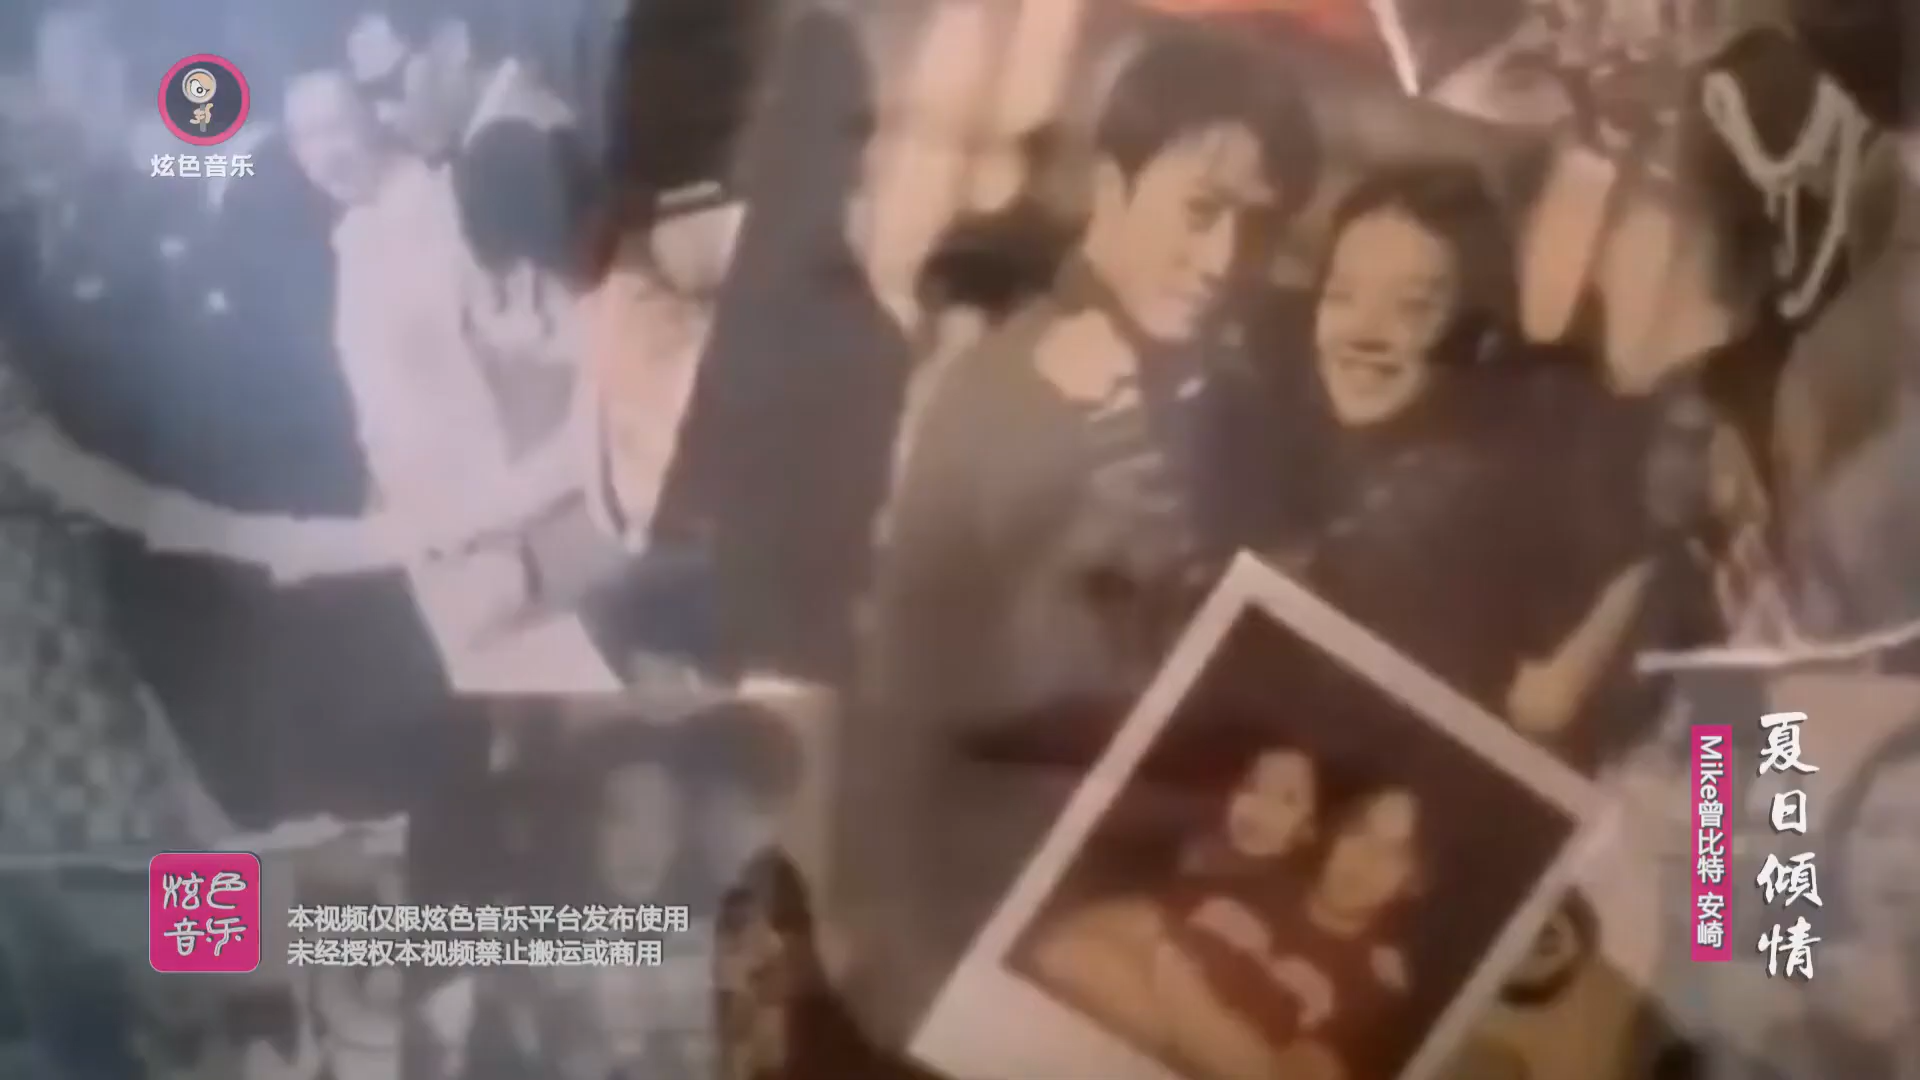 炫色音乐
夏日倾情
Mike曾比特 安崎
炫色
音乐
本视频仅限炫色音乐平台发布使用
未经授权本视频禁止搬运或商用